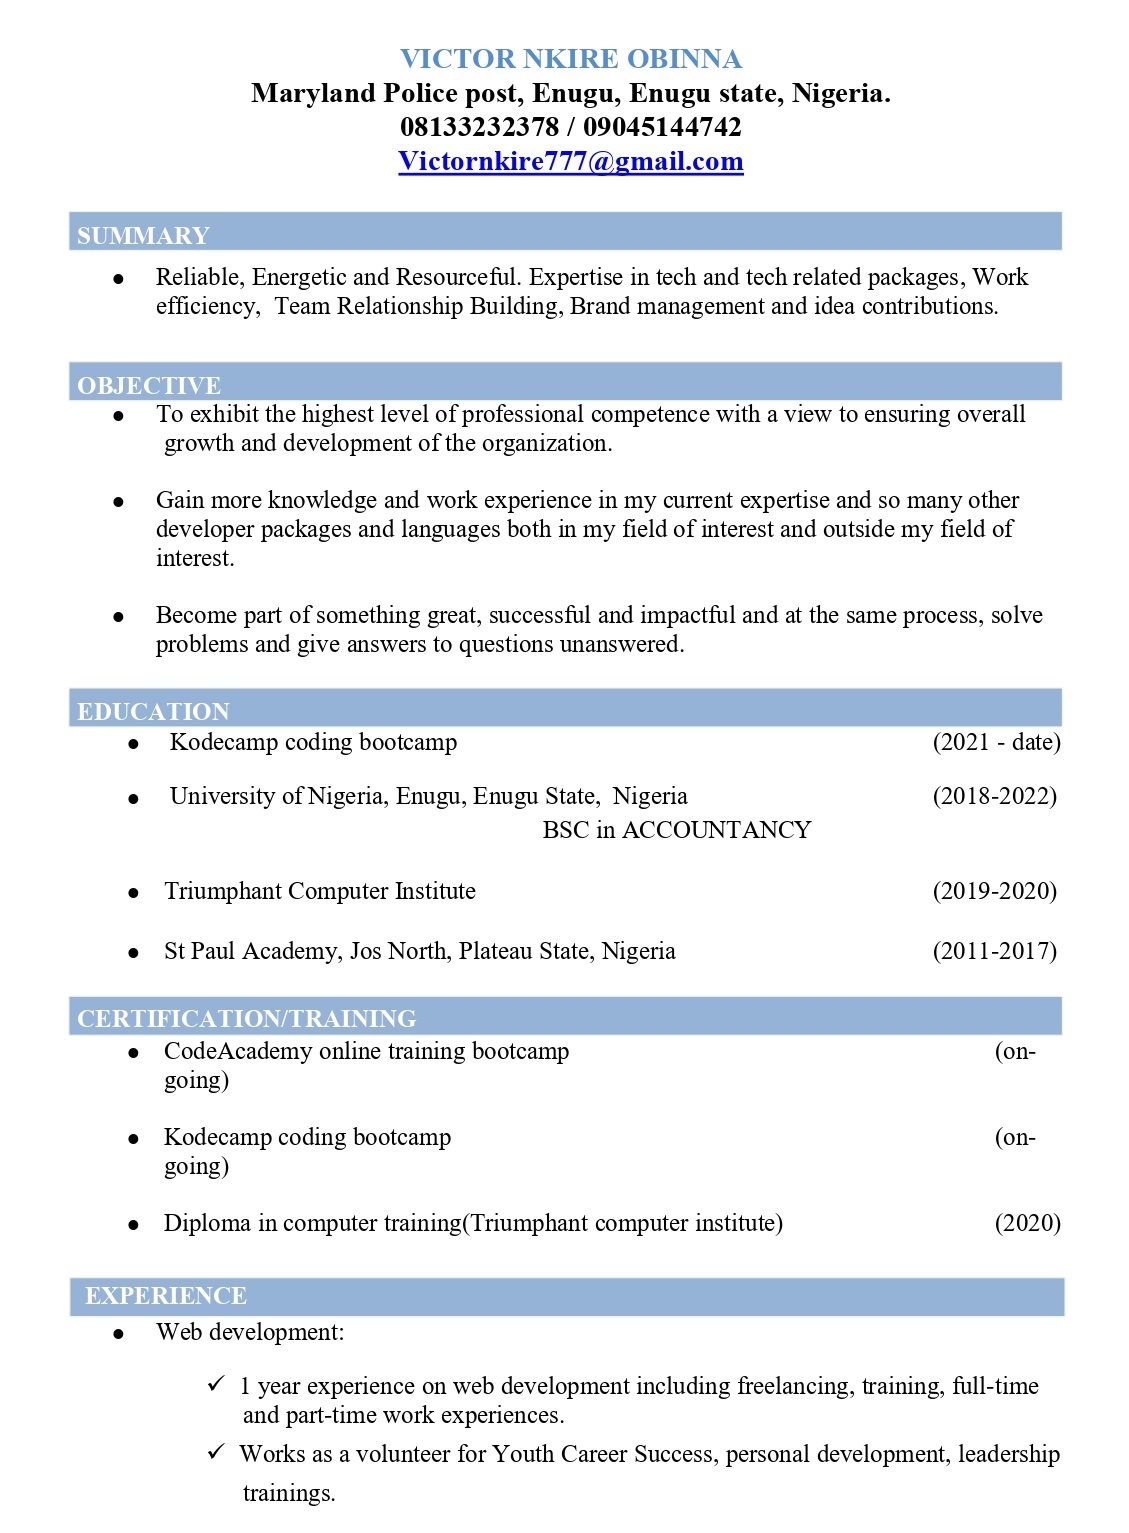 VICTOR NKIRE OBINNA
Maryland Police post, Enugu, Enugu state, Nigeria.
08133232378 / 09045144742
Victornkire777@gmail.com
SUMMARY
● Reliable, Energetic and Resourceful. Expertise in tech and tech related packages, Work
efficiency,  Team Relationship Building, Brand management and idea contributions.
OBJECTIVE
● To exhibit the highest level of professional competence with a view to ensuring overall
growth and development of the organization.
● Gain more knowledge and work experience in my current expertise and so many other
developer packages and languages both in my field of interest and outside my field of
interest.
● Become part of something great, successful and impactful and at the same process, solve
problems and give answers to questions unanswered.
EDUCATION
● Kodecamp coding bootcamp (2021 - date)
● University of Nigeria, Enugu, Enugu State,  Nigeria (2018-2022)
BSC in ACCOUNTANCY
● Triumphant Computer Institute (2019-2020)
● St Paul Academy, Jos North, Plateau State, Nigeria (2011-2017)
CERTIFICATION/TRAINING
● CodeAcademy online training bootcamp (on-
going)
● Kodecamp coding bootcamp (on-
going)
● Diploma in computer training(Triumphant computer institute) (2020)
EXPERIENCE
● Web development:
✓ 1 year experience on web development including freelancing, training, full-time
and part-time work experiences.
✓ Works as a volunteer for Youth Career Success, personal development, leadership
trainings.